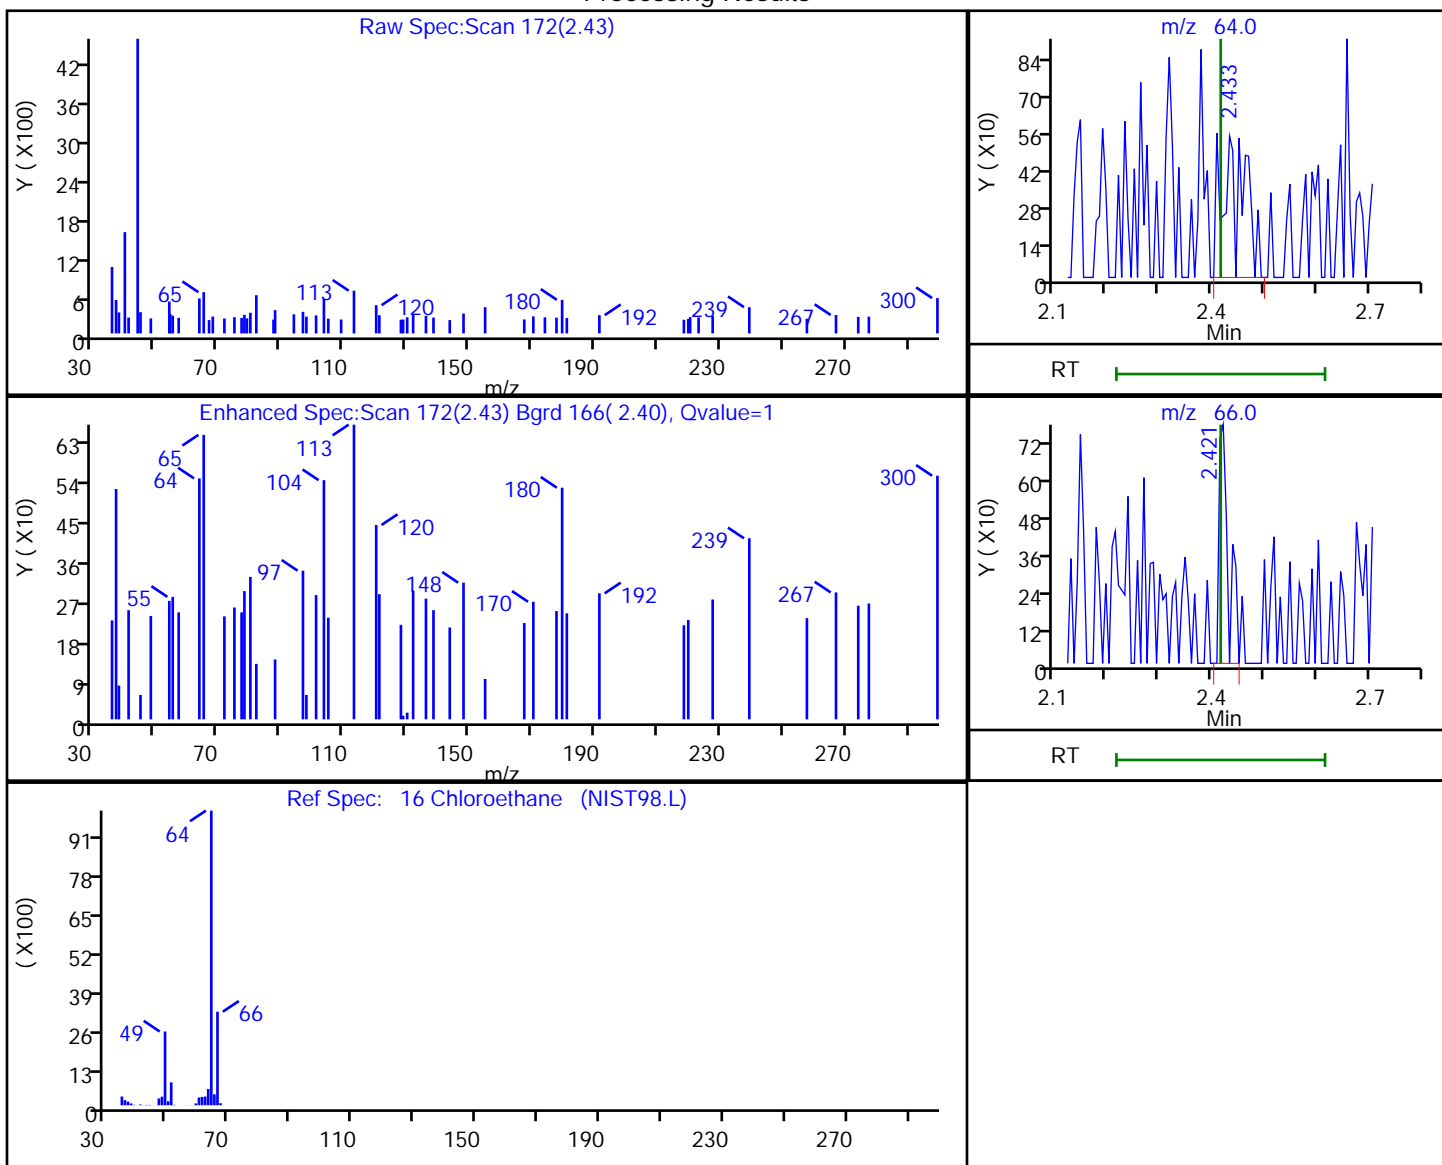 Processing Results
Raw Spec:Scan 172(2.43)
Y ( X100)
42
36
30
24
18
12
6
0
65
113
120
180
192
239
267
300
30 70 110 150 190 230 270
m/z
m/z 64.0
Y ( X10)
84
70
56
42
28
14
0
2.433
2.1 2.4 2.7
Min
RT
Enhanced Spec:Scan 172(2.43) Bgrd 166( 2.40), Qvalue=1
Y ( X10)
63
54
45
36
27
18
9
0
65
64
55
97
104
113
120
148
170
180
192
239
267
300
30 70 110 150 190 230 270
m/z
m/z 66.0
Y ( X10)
72
60
48
36
24
12
0
2.421
2.1 2.4 2.7
Min
RT
Ref Spec: 16 Chloroethane (NIST98.L)
( X100)
91
78
65
52
39
26
13
0
64
49
66
30 70 110 150 190 230 270